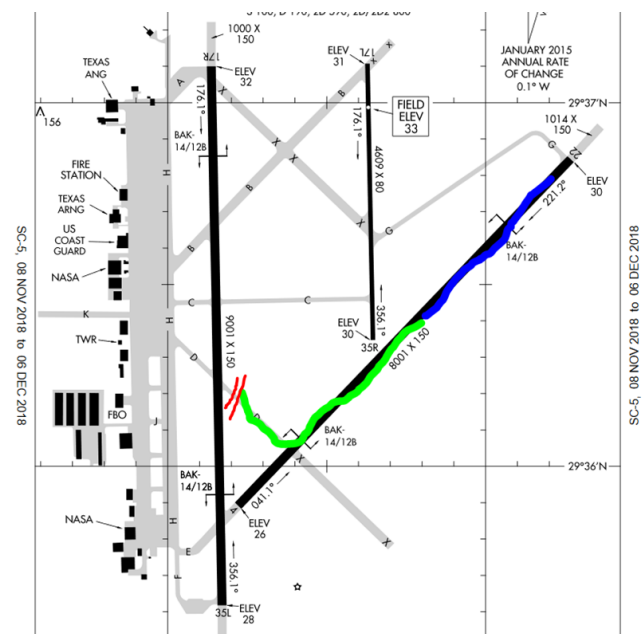 1000 X
150
17R
ELEV
32
TEXAS
ANG
A
ELEV
31
17L
X
X
B
JANUARY 2015
ANNUAL RATE
OF CHANGE
0.1° W
156
176.1°
X
BAK-
14/12B
X
X
176.1°
FIELD
ELEV
33
29°37'
1014 X
150
22
G
4609 X 80
H
FIRE
STATION
B
ELEV
30
221.2°
TEXAS
ARNG
US
COAST
GUARD
X
G
BAK-
14/12B
B
NASA
C
C
K
H
356.1°
9001 X 150
ELEV
30
35R
8001 X 150
TWR
D
FBO
J
BAK-
14/12B
BAK-
14/12B
X
29°36'
041.1°
4
NASA
H
ELEV
26
E
X
F
356.1°
35L
ELEV
28
SC-5, 08 NOV 2018 to 06 DEC 2018
SC-5, 08 NOV 2018 to 06 DEC 2018